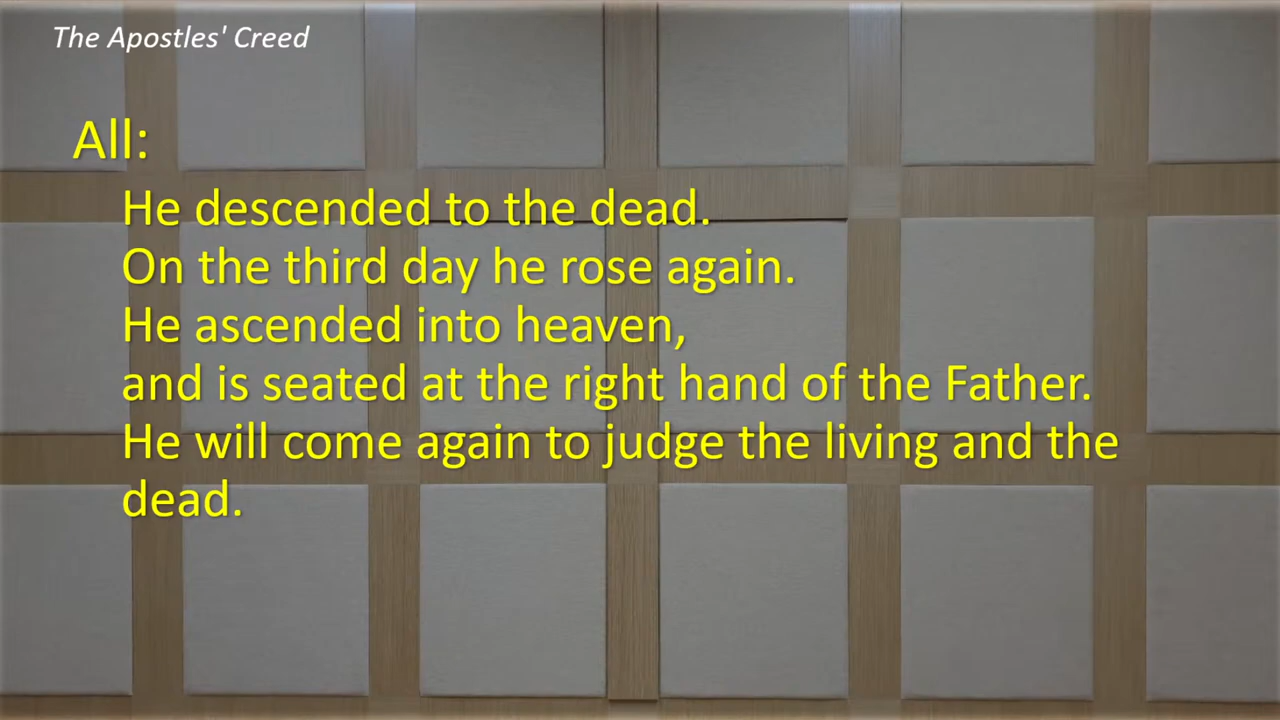 The Apostles' Creed
All:
He descended to the dead.
On the third day he rose again.
He ascended into heaven,
and is seated at the right hand of the Father.
He will come again to judge the living and the
dead.